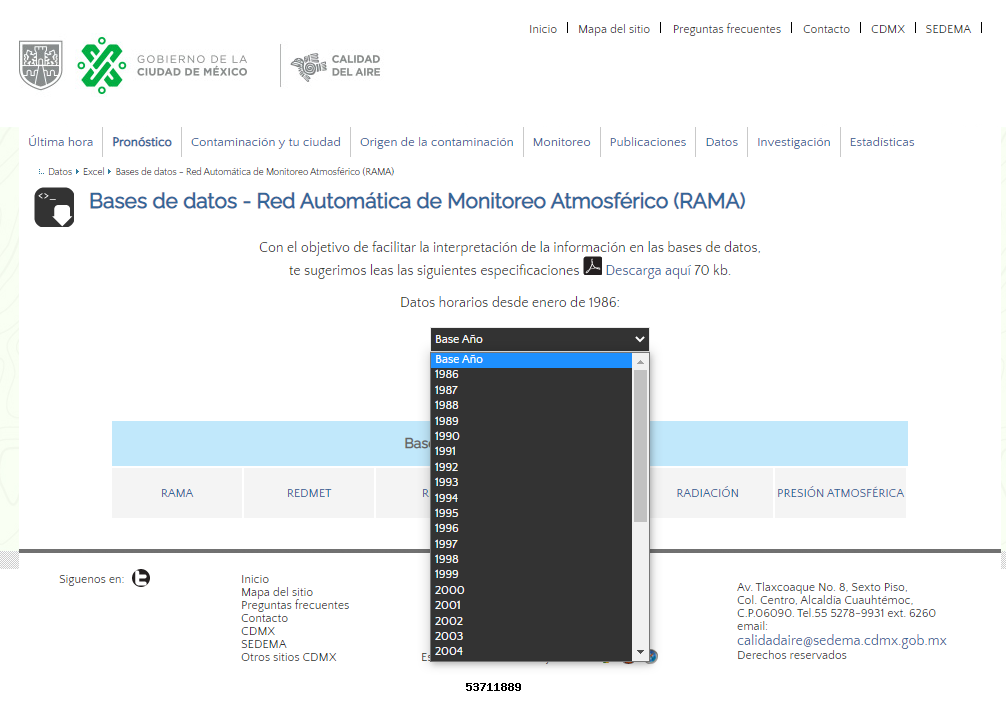 Inicio | Mapa del sitio | Preguntas frecuentes | Contacto | CDMX | SEDEMA |
GOBIERNO DE LA
CIUDAD DE MÉXICO
CALIDAD
DEL AIRE
Última hora
Pronóstico
Contaminación y tu ciudad
Origen de la contaminación
Monitoreo
Publicaciones
Datos
Investigación
Estadísticas
Datos Excel Bases de datos - Red Automática de Monitoreo Atmosférico (RAMA)
Bases de datos - Red Automática de Monitoreo Atmosférico (RAMA)
Con el objetivo de facilitar la interpretación de la información en las bases de datos,
te sugerimos leas las siguientes especificaciones Descarga aquí 70 kb.
Datos horarios desde enero de 1986:
Base Año
Base Año
1986
1987
1988
1989
1990
1991
1992
1993
1994
1995
1996
1997
1998
1999
2000
2001
2002
2003
2004
RAMA
REDMET
RADIACIÓN
PRESIÓN ATMOSFÉRICA
Siguenos en:
Inicio
Mapa del sitio
Preguntas frecuentes
Contacto
CDMX
SEDEMA
Otros sitios CDMX
Av. Tlaxcoaque No. 8, Sexto Piso,
Col. Centro, Alcaldía Cuauhtémoc,
C.P.06090. Tel.55 5278-9931 ext. 6260
email:
calidadaire@sedema.cdmx.gob.mx
Derechos reservados
53711889